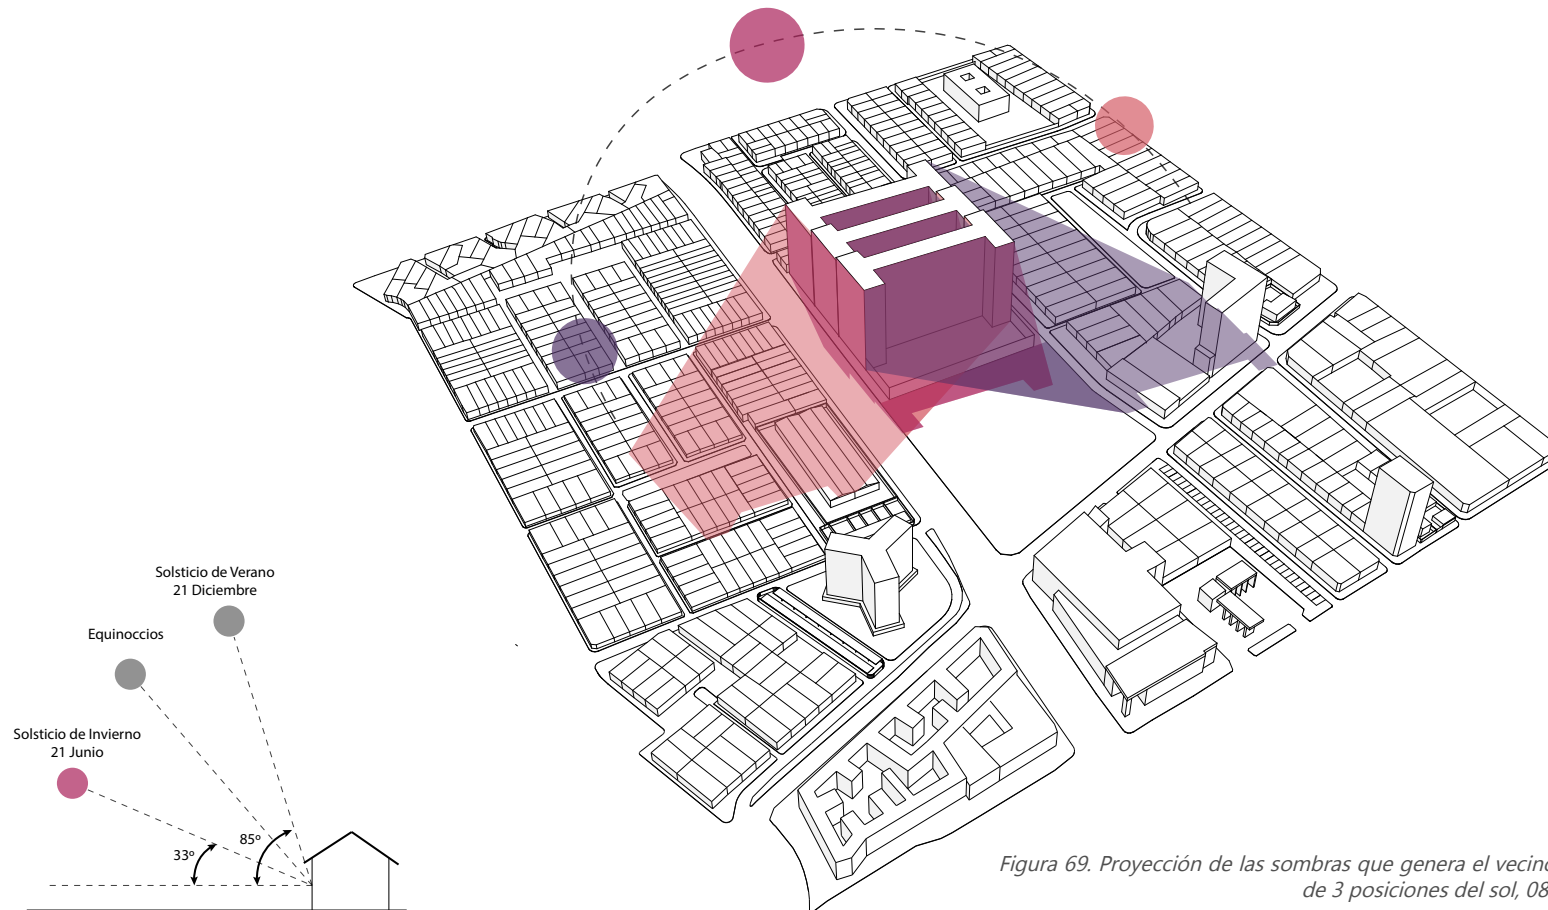 Solsticio de Verano
21 Diciembre
Equinoccios
Solsticio de Invierno
21 Junio
85º
33º
Figura 69. Proyección de las sombras que genera el vecino
de 3 posiciones del sol, 08